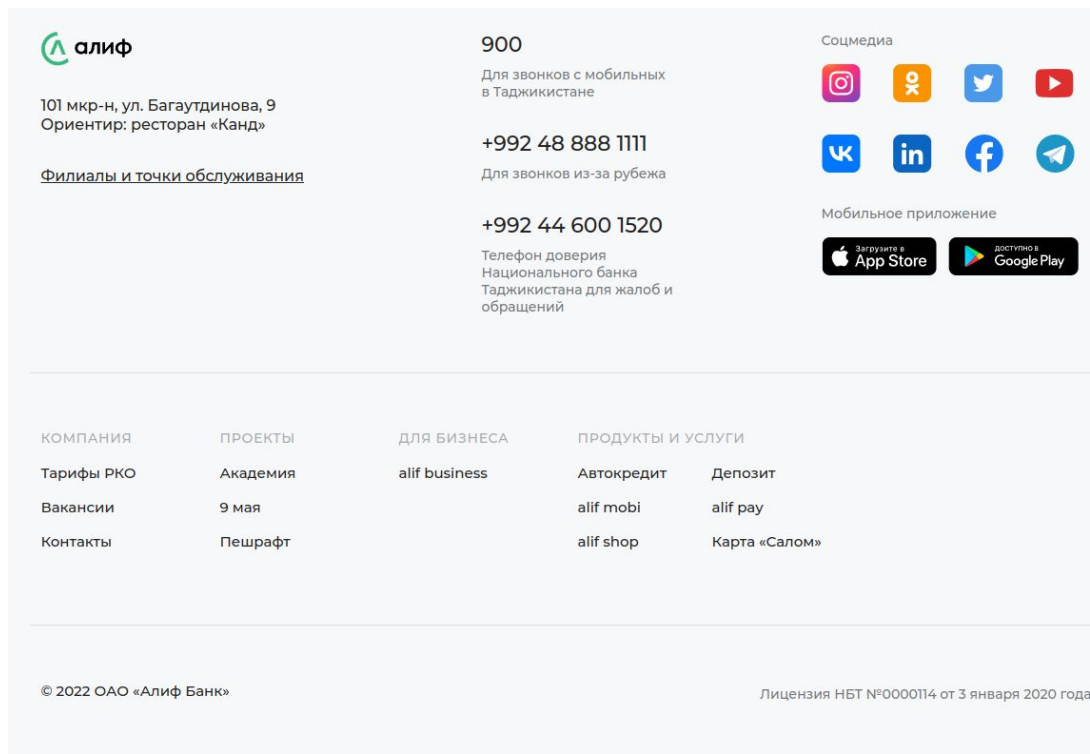 алиф
101 мкр-н, ул. Багаутдинова, 9
Ориентир: ресторан «Канд»
Филиалы и точки обслуживания
900
Для звонков с мобильных
в Таджикистане
+992 48 888 1111
Для звонков из-за рубежа
+992 44 600 1520
Телефон доверия
Национального банка
Таджикистана для жалоб и
обращений
Соцмедиа
in
Мобильное приложение
Загрузите в
App Store
ДОСТУПНО В
Google Play
КОМПАНИЯ
Тарифы РКО
Вакансии
Контакты
ПРОЕКТЫ
Академия
9 мая
Пешрафт
ДЛЯ БИЗНЕСА
alif business
ПРОДУКТЫ И УСЛУГИ
Автокредит
alif mobi
alif shop
Депозит
alif pay
Карта «Салом»
© 2022 ОАО «Алиф Банк»
Лицензия НБТ №0000114 от 3 января 2020 года